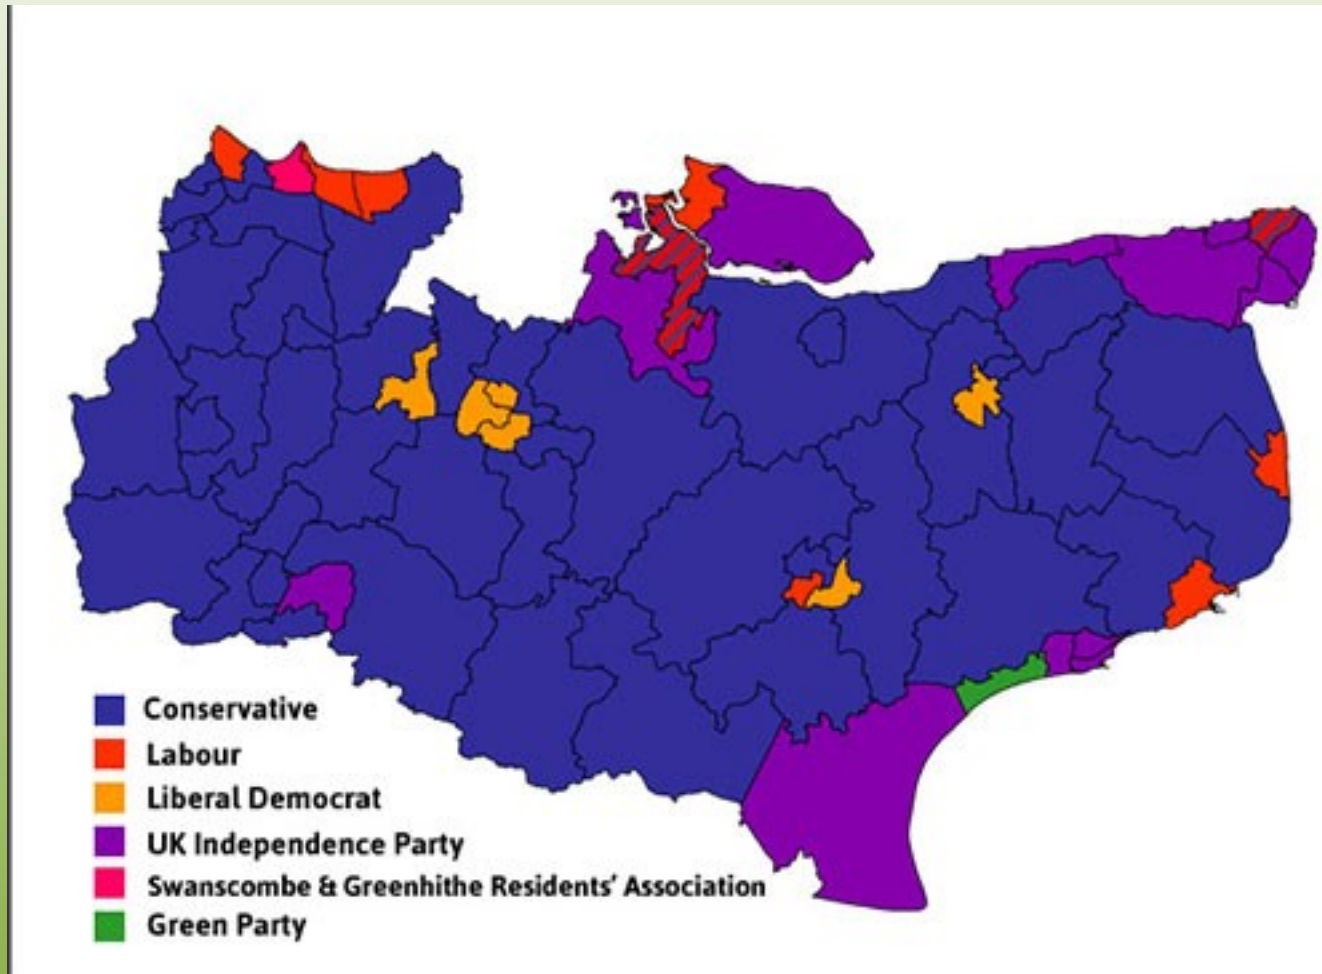 Conservative
Labour
Liberal Democrat
UK Independence Party
Swanscombe & Greenhithe Residents' Association
Green Party